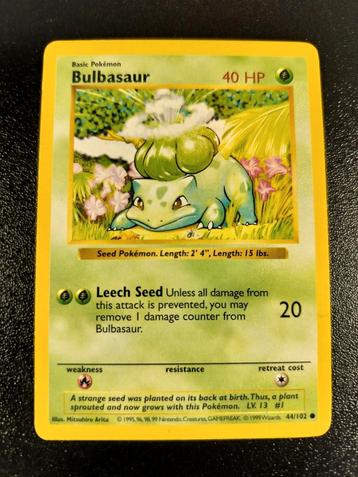 Basic Pokémon
Bulbasaur 40 HP
Seed Pokémon. Length: 2' 4", Length: 15 lbs.
Leech Seed Unless all damage from
this attack is prevented, you may
remove 1 damage counter from
Bulbasaur.
20
weakness resistance retreat cost
A strange seed was planted on its back at birth. Thus, a plant
sprouted and now grows with this Pokémon. LV. 13 #1
Illus. Mitsuhiro Arita © 1995, 96, 98, 99 Nintendo, Creatures, GAMEFREAK. © 1999 Wizards. 44/102